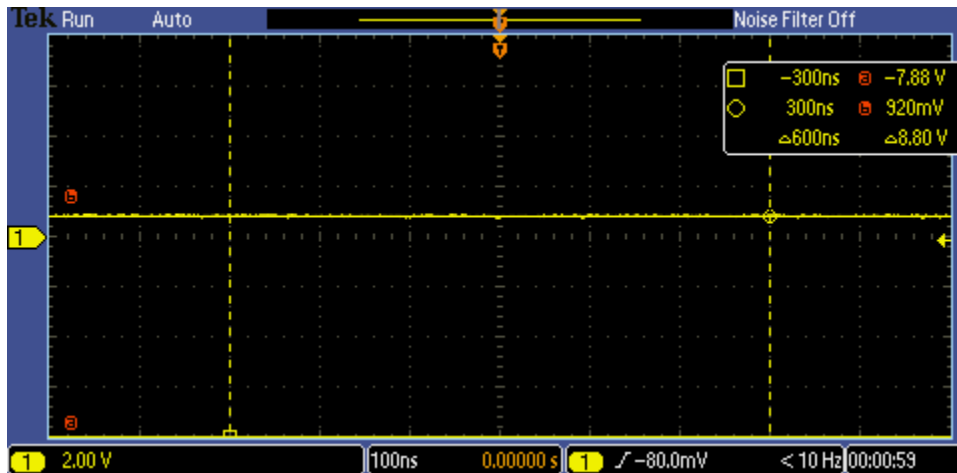 Tek Run Auto Noise Filter Off
T
T
−300ns a −7.88 V
300ns b 920mV
△600ns △8.80 V
b
1
a
1 2.00 V 100ns 0.00000 s 1 −80.0mV < 10 Hz 00:00:59